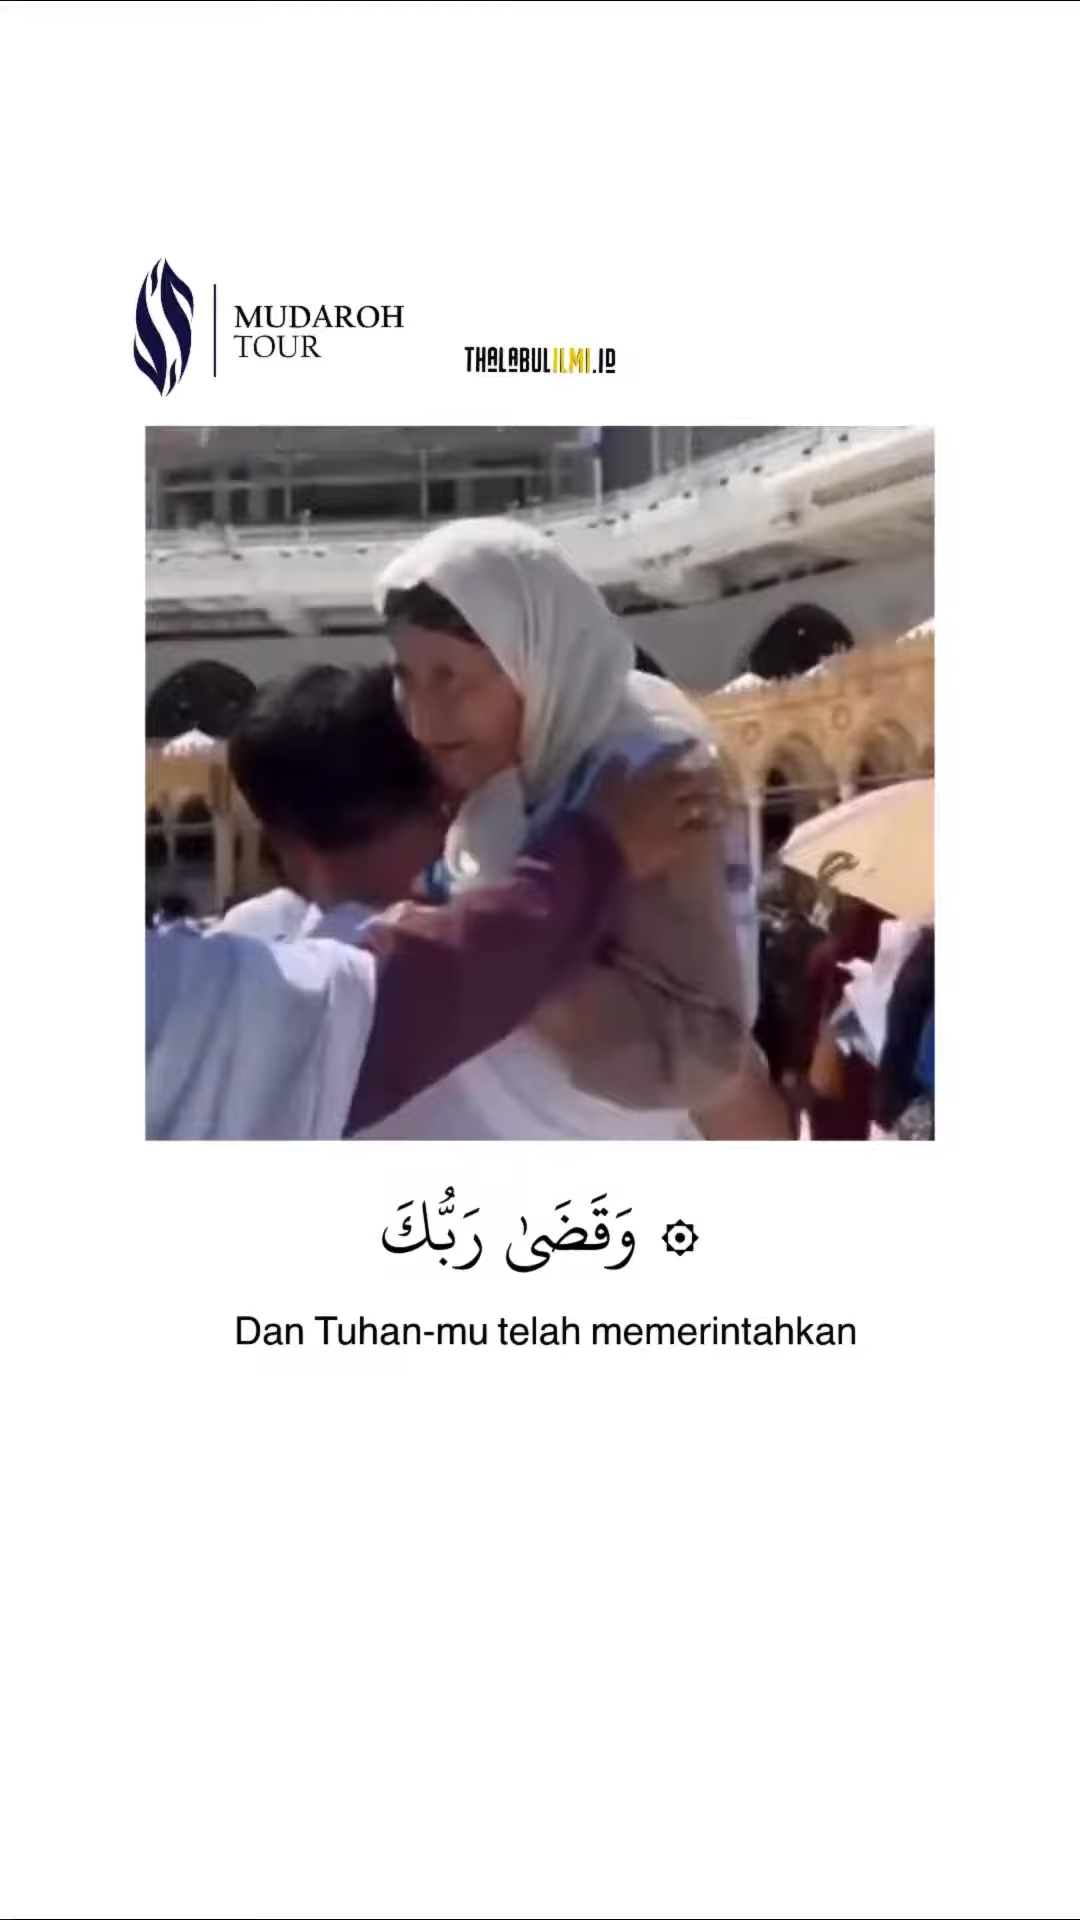 MUDAROH
TOUR
THALABULILMI.ID
۞ وَقَضَىٰ رَبُّكَ
Dan Tuhan-mu telah memerintahkan